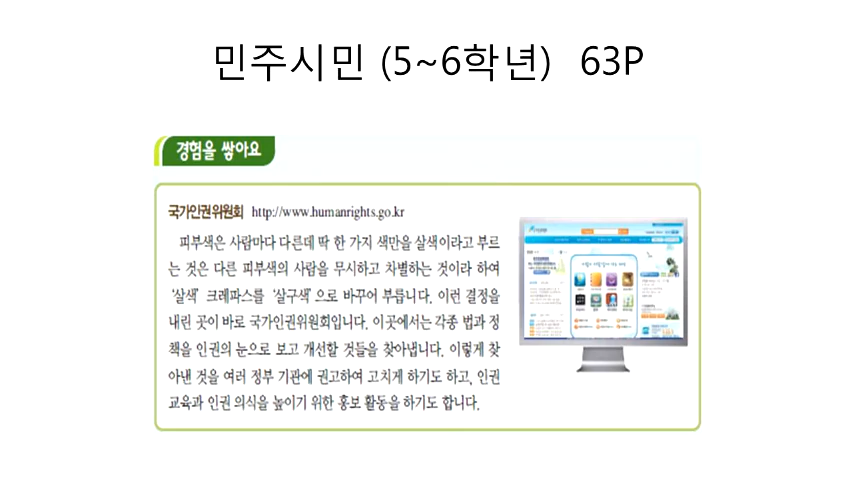 민주시민 (5~6학년) 63P
경험을 쌓아요
국가인권위원회 http://www.humanrights.go.kr
피부색은 사람마다 다른데 딱 한 가지 색만을 살색이라고 부르
는 것은 다른 피부색의 사람을 무시하고 차별하는 것이라 하여
‘살색’ 크레파스를 ‘살구색’으로 바꾸어 부릅니다. 이런 결정을
내린 곳이 바로 국가인권위원회입니다. 이곳에서는 각종 법과 정
책을 인권의 눈으로 보고 개선할 것들을 찾아냅니다. 이렇게 찾
아낸 것을 여러 정부 기관에 권고하여 고치게 하기도 하고, 인권
교육과 인권 의식을 높이기 위한 홍보 활동을 하기도 합니다.